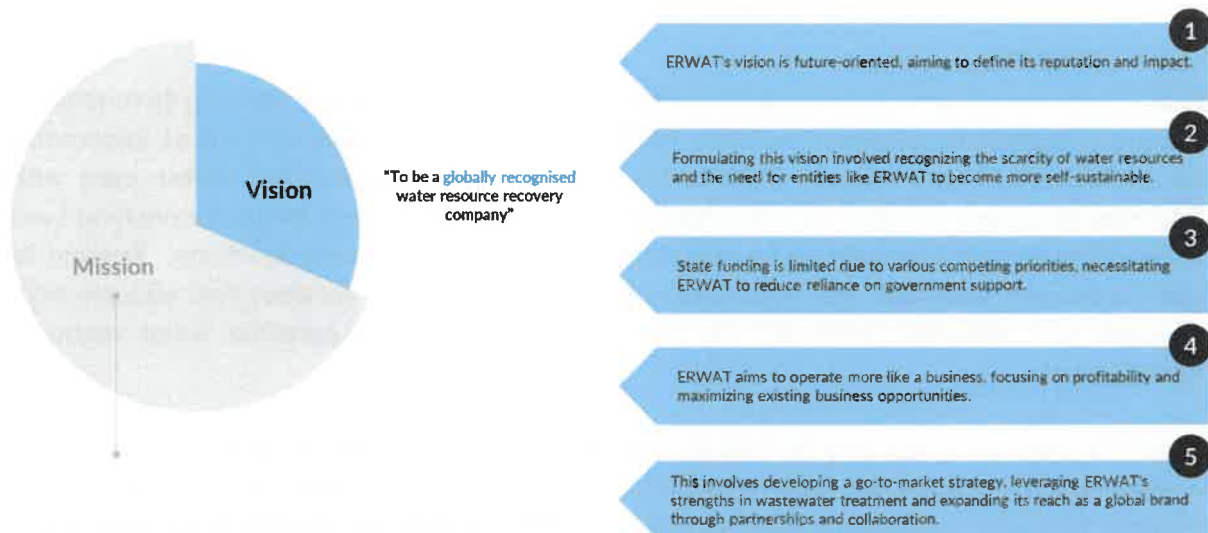 Vision
Mission
"To be a globally recognised
water resource recovery
company"
1
ERWAT's vision is future-oriented, aiming to define its reputation and impact.
2
Formulating this vision involved recognizing the scarcity of water resources
and the need for entities like ERWAT to become more self-sustainable.
3
State funding is limited due to various competing priorities, necessitating
ERWAT to reduce reliance on government support.
4
ERWAT aims to operate more like a business, focusing on profitability and
maximizing existing business opportunities.
5
This involves developing a go-to-market strategy, leveraging ERWAT's
strengths in wastewater treatment and expanding its reach as a global brand
through partnerships and collaboration.